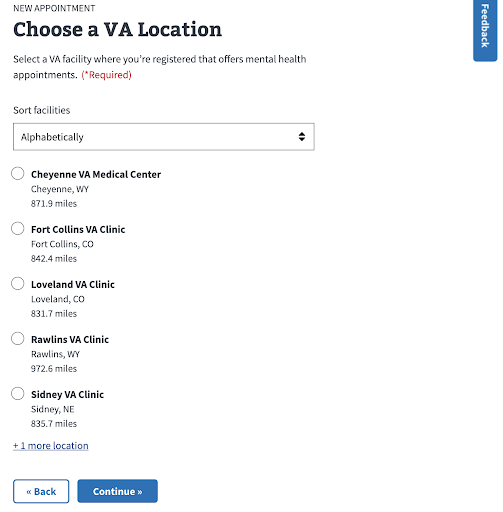 NEW APPOINTMENT
Choose a VA Location
Select a VA facility where you're registered that offers mental health
appointments. (*Required)
Sort facilities
Alphabetically
Cheyenne VA Medical Center
Cheyenne, WY
871.9 miles
Fort Collins VA Clinic
Fort Collins, CO
842.4 miles
Loveland VA Clinic
Loveland, CO
831.7 miles
Rawlins VA Clinic
Rawlins, WY
972.6 miles
Sidney VA Clinic
Sidney, NE
835.7 miles
+ 1 more location
« Back
Continue »
Feedback